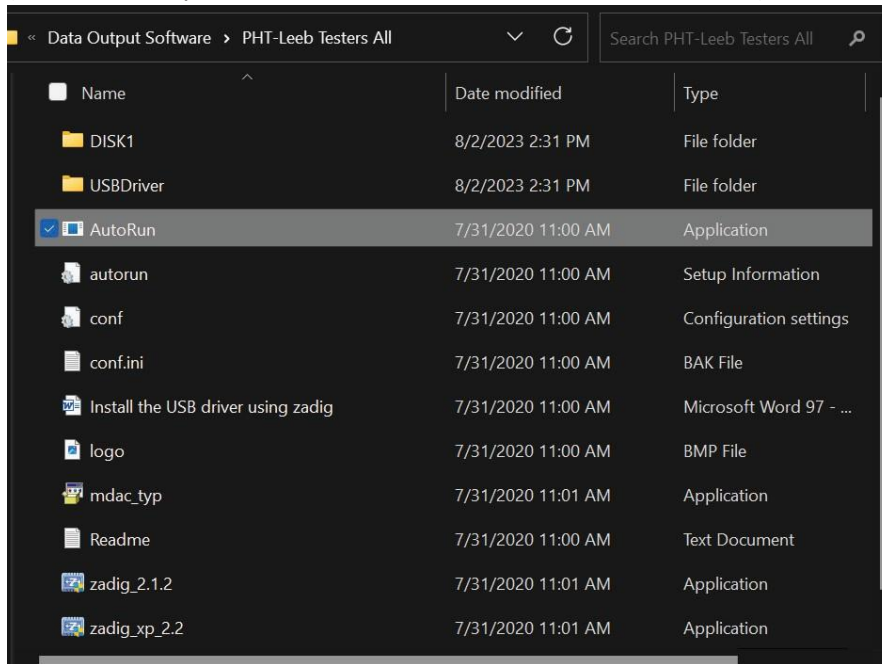 « Data Output Software > PHT-Leeb Testers All Search PHT-Leeb Testers All
Name Date modified Type
DISK1 8/2/2023 2:31 PM File folder
USBDriver 8/2/2023 2:31 PM File folder
AutoRun 7/31/2020 11:00 AM Application
autorun 7/31/2020 11:00 AM Setup Information
conf 7/31/2020 11:00 AM Configuration settings
conf.ini 7/31/2020 11:00 AM BAK File
Install the USB driver using zadig 7/31/2020 11:00 AM Microsoft Word 97 - ...
logo 7/31/2020 11:00 AM BMP File
mdac_typ 7/31/2020 11:01 AM Application
Readme 7/31/2020 11:00 AM Text Document
zadig_2.1.2 7/31/2020 11:01 AM Application
zadig_xp_2.2 7/31/2020 11:01 AM Application